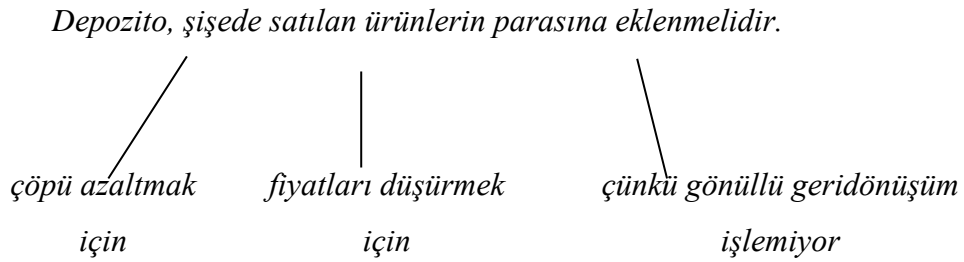 Depozito, şişede satılan ürünlerin parasına eklenmelidir.
çöpü azaltmak fiyatları düşürmek çünkü gönüllü geridönüşüm
için için işlemiyor